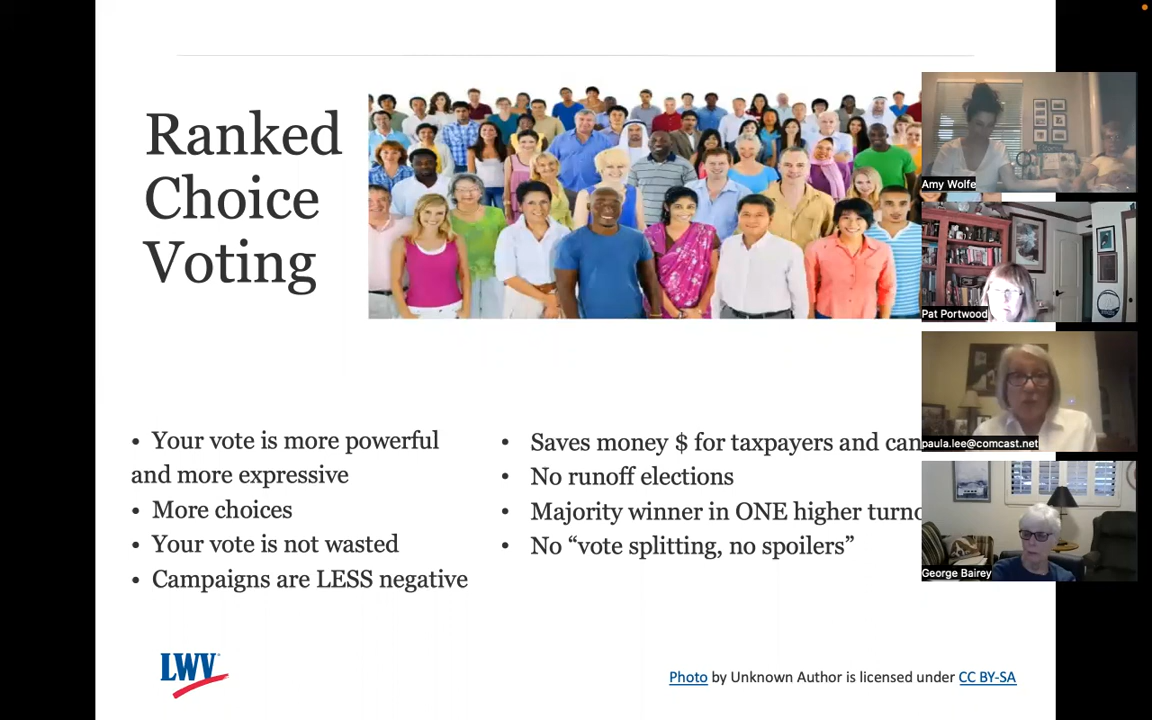 Ranked
Choice
Voting
• Your vote is more powerful
and more expressive
• More choices
• Your vote is not wasted
• Campaigns are LESS negative
• Saves money $ for taxpayers and can
• No runoff elections
• Majority winner in ONE higher turno
• No “vote splitting, no spoilers”
LWV
Photo by Unknown Author is licensed under CC BY-SA
Amy Wolfe
Pat Portwood
paula.lee@comcast.net
George Bairey